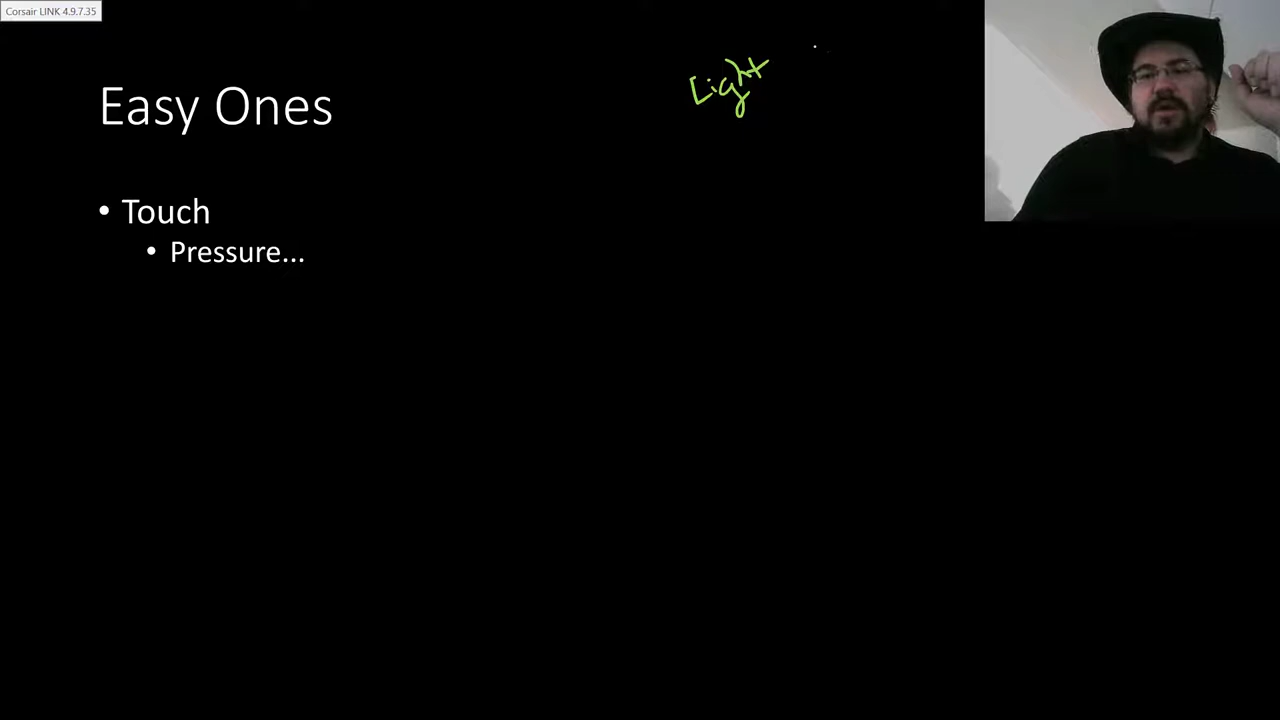 Corsair LINK 4.9.7.35
Light
Easy Ones
• Touch
• Pressure...